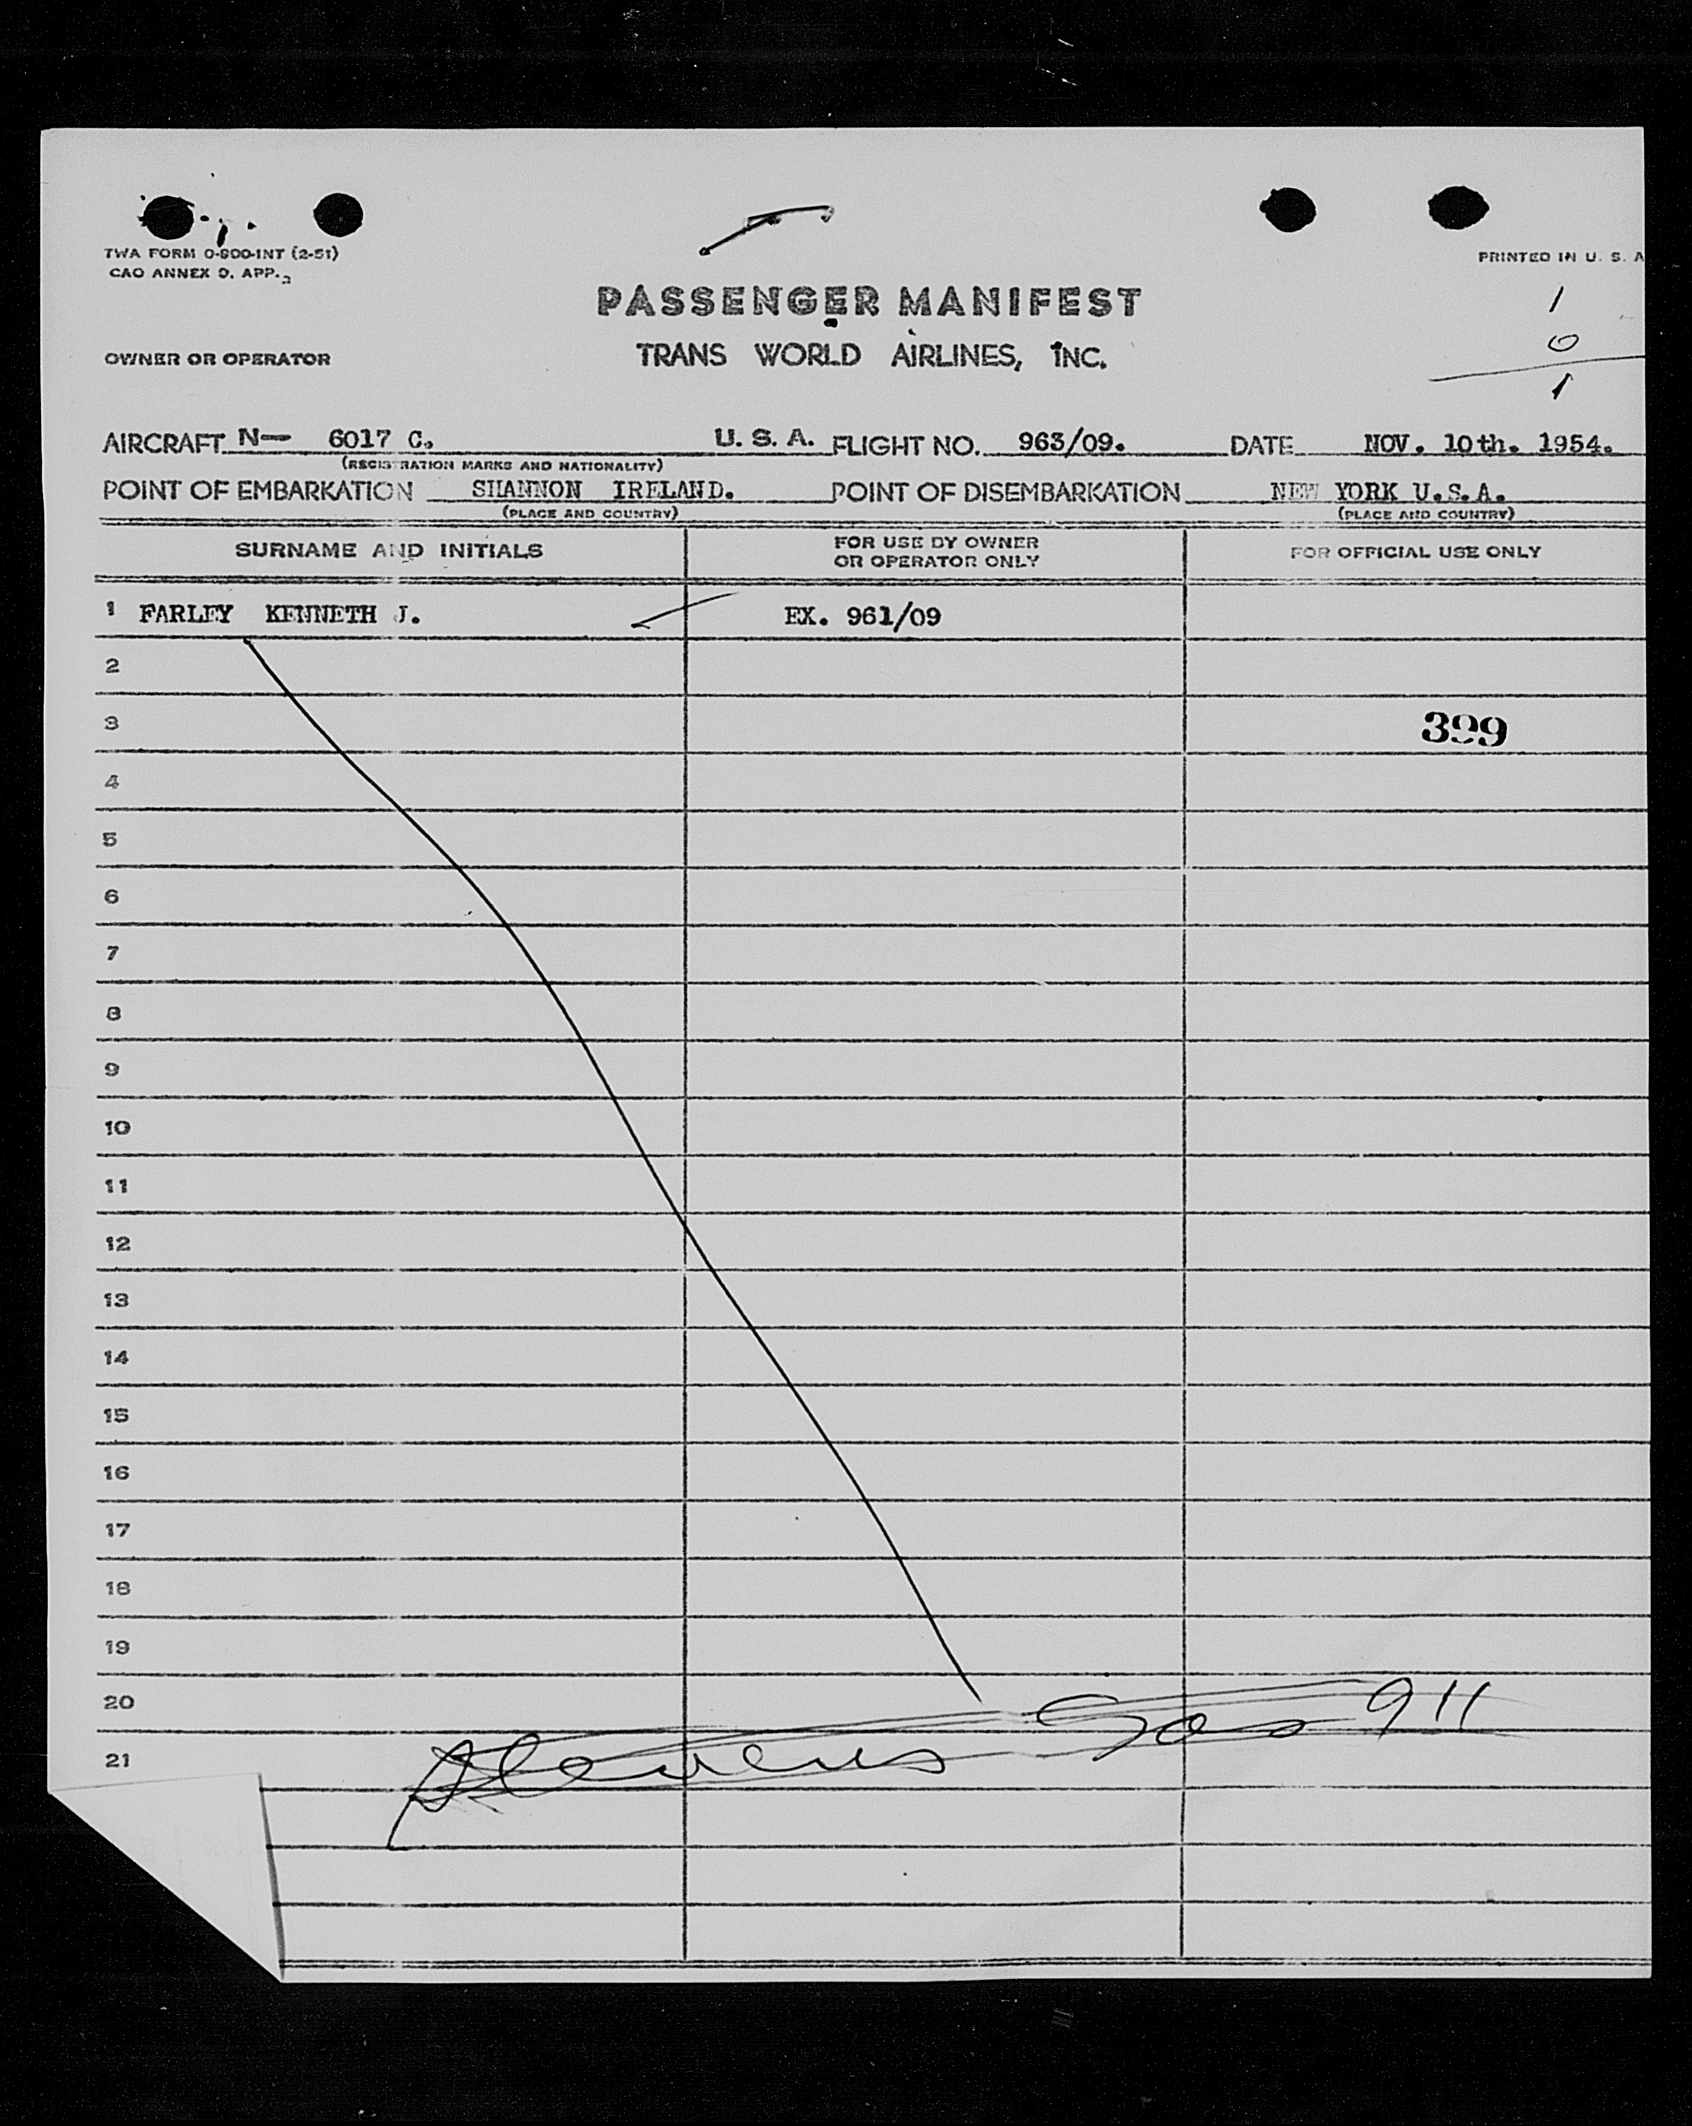 TWA FORM 0-800-INT (2-51)
CAO ANNEX 9. APP. 2
PRINTED IN U. S. A
PASSENGER MANIFEST
1
0
1
OWNER OR OPERATOR
TRANS WORLD AIRLINES, INC.
AIRCRAFT N— 6017 C. U. S. A. FLIGHT NO. 963/09. DATE NOV. 10th. 1954.
(REGISTRATION MARKS AND NATIONALITY)
POINT OF EMBARKATION SHANNON IRELAND. POINT OF DISEMBARKATION NEW YORK U.S.A.
(PLACE AND COUNTRY) (PLACE AND COUNTRY)
SURNAME AND INITIALS FOR USE BY OWNER OR OPERATOR ONLY FOR OFFICIAL USE ONLY
1 FARLEY KENNETH J. EX. 961/09
2
3 399
4
5
6
7
8
9
10
11
12
13
14
15
16
17
18
19
20
911
21